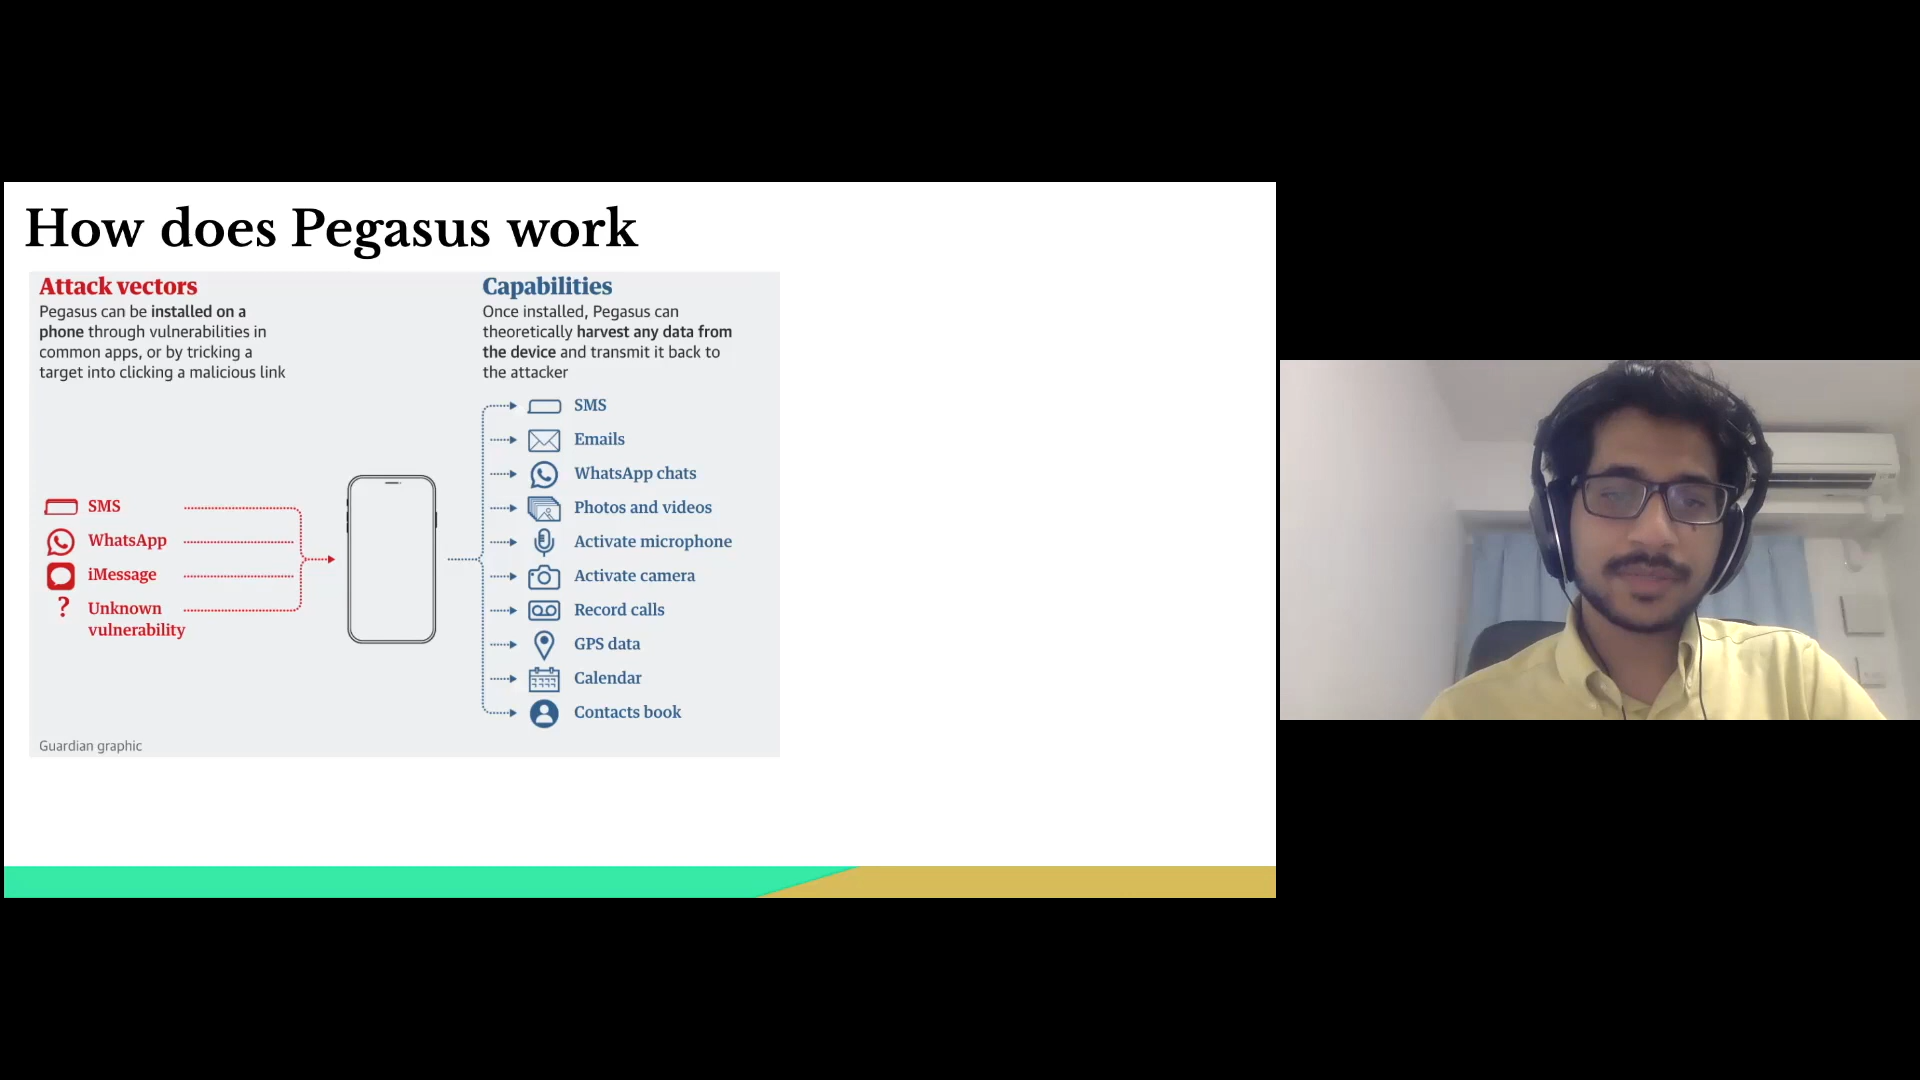 How does Pegasus work
Attack vectors
Pegasus can be installed on a
phone through vulnerabilities in
common apps, or by tricking a
target into clicking a malicious link
SMS
WhatsApp
iMessage
Unknown
vulnerability
Capabilities
Once installed, Pegasus can
theoretically harvest any data from
the device and transmit it back to
the attacker
SMS
Emails
WhatsApp chats
Photos and videos
Activate microphone
Activate camera
Record calls
GPS data
Calendar
Contacts book
Guardian graphic